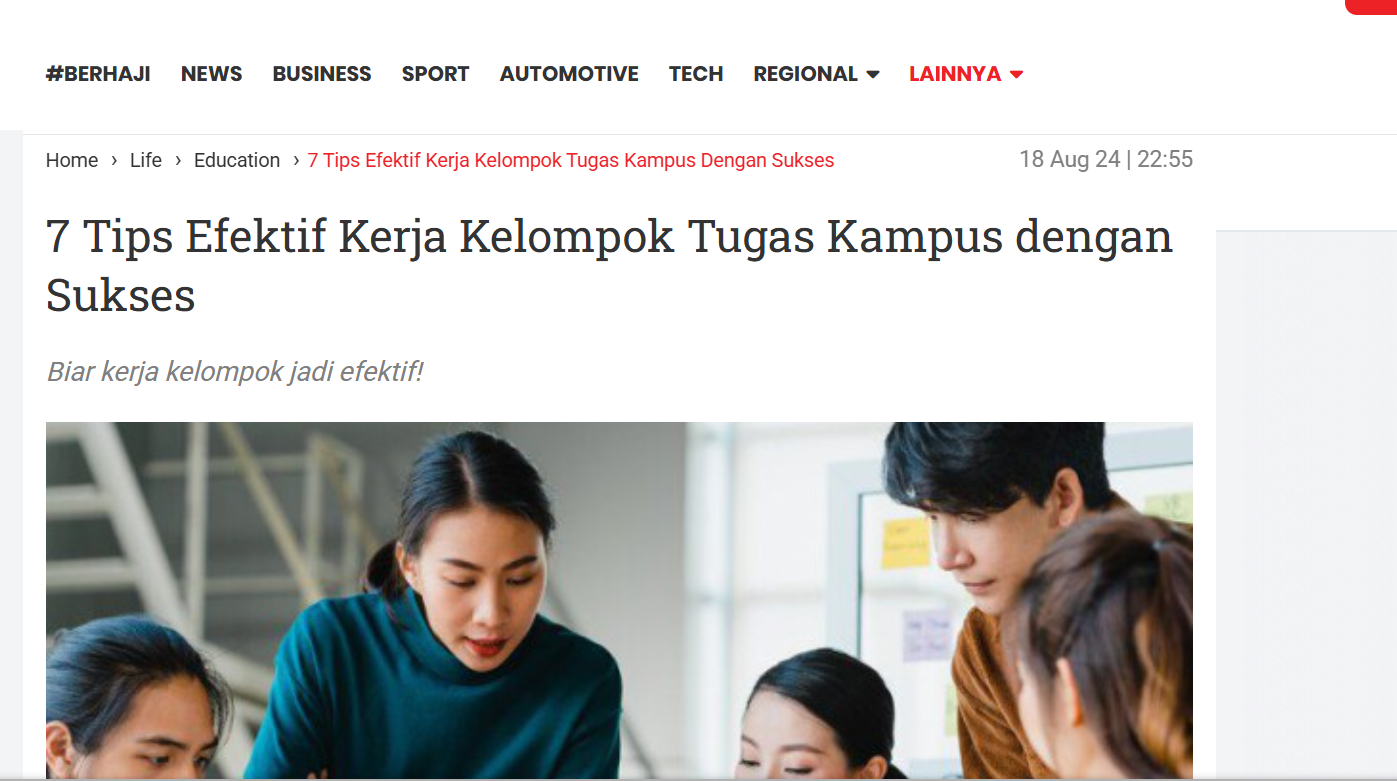 #BERHAJI NEWS BUSINESS SPORT AUTOMOTIVE TECH REGIONAL LAINNYA
Home › Life › Education › 7 Tips Efektif Kerja Kelompok Tugas Kampus Dengan Sukses 18 Aug 24 | 22:55
7 Tips Efektif Kerja Kelompok Tugas Kampus dengan
Sukses
Biar kerja kelompok jadi efektif!